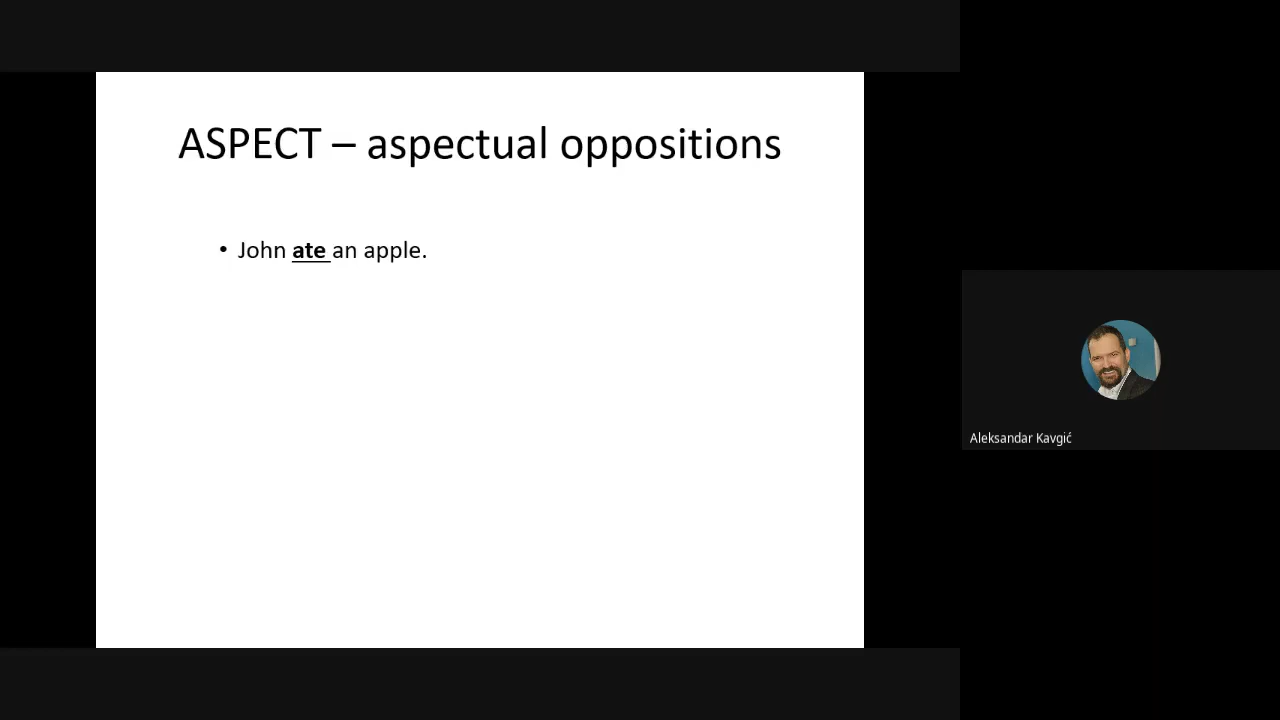 ASPECT – aspectual oppositions
• John ate an apple.
Aleksandar Kavgić